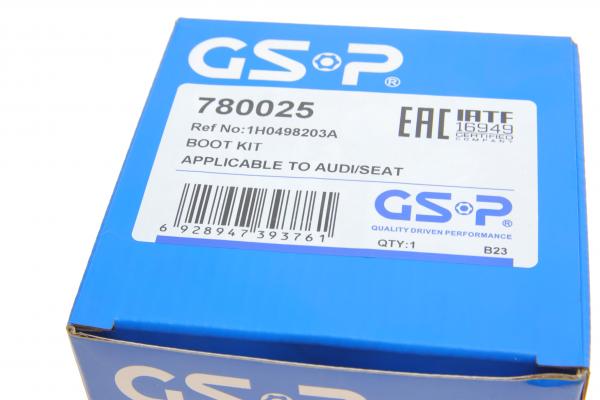 GSP®
780025
Ref No:1H0498203A
BOOT KIT
APPLICABLE TO AUDI/SEAT
6 928947 393761
EAC
IATF
16949
CERTIFIED
COMPANY
GSP®
QUALITY DRIVEN PERFORMANCE
QTY:1 B23
GSP